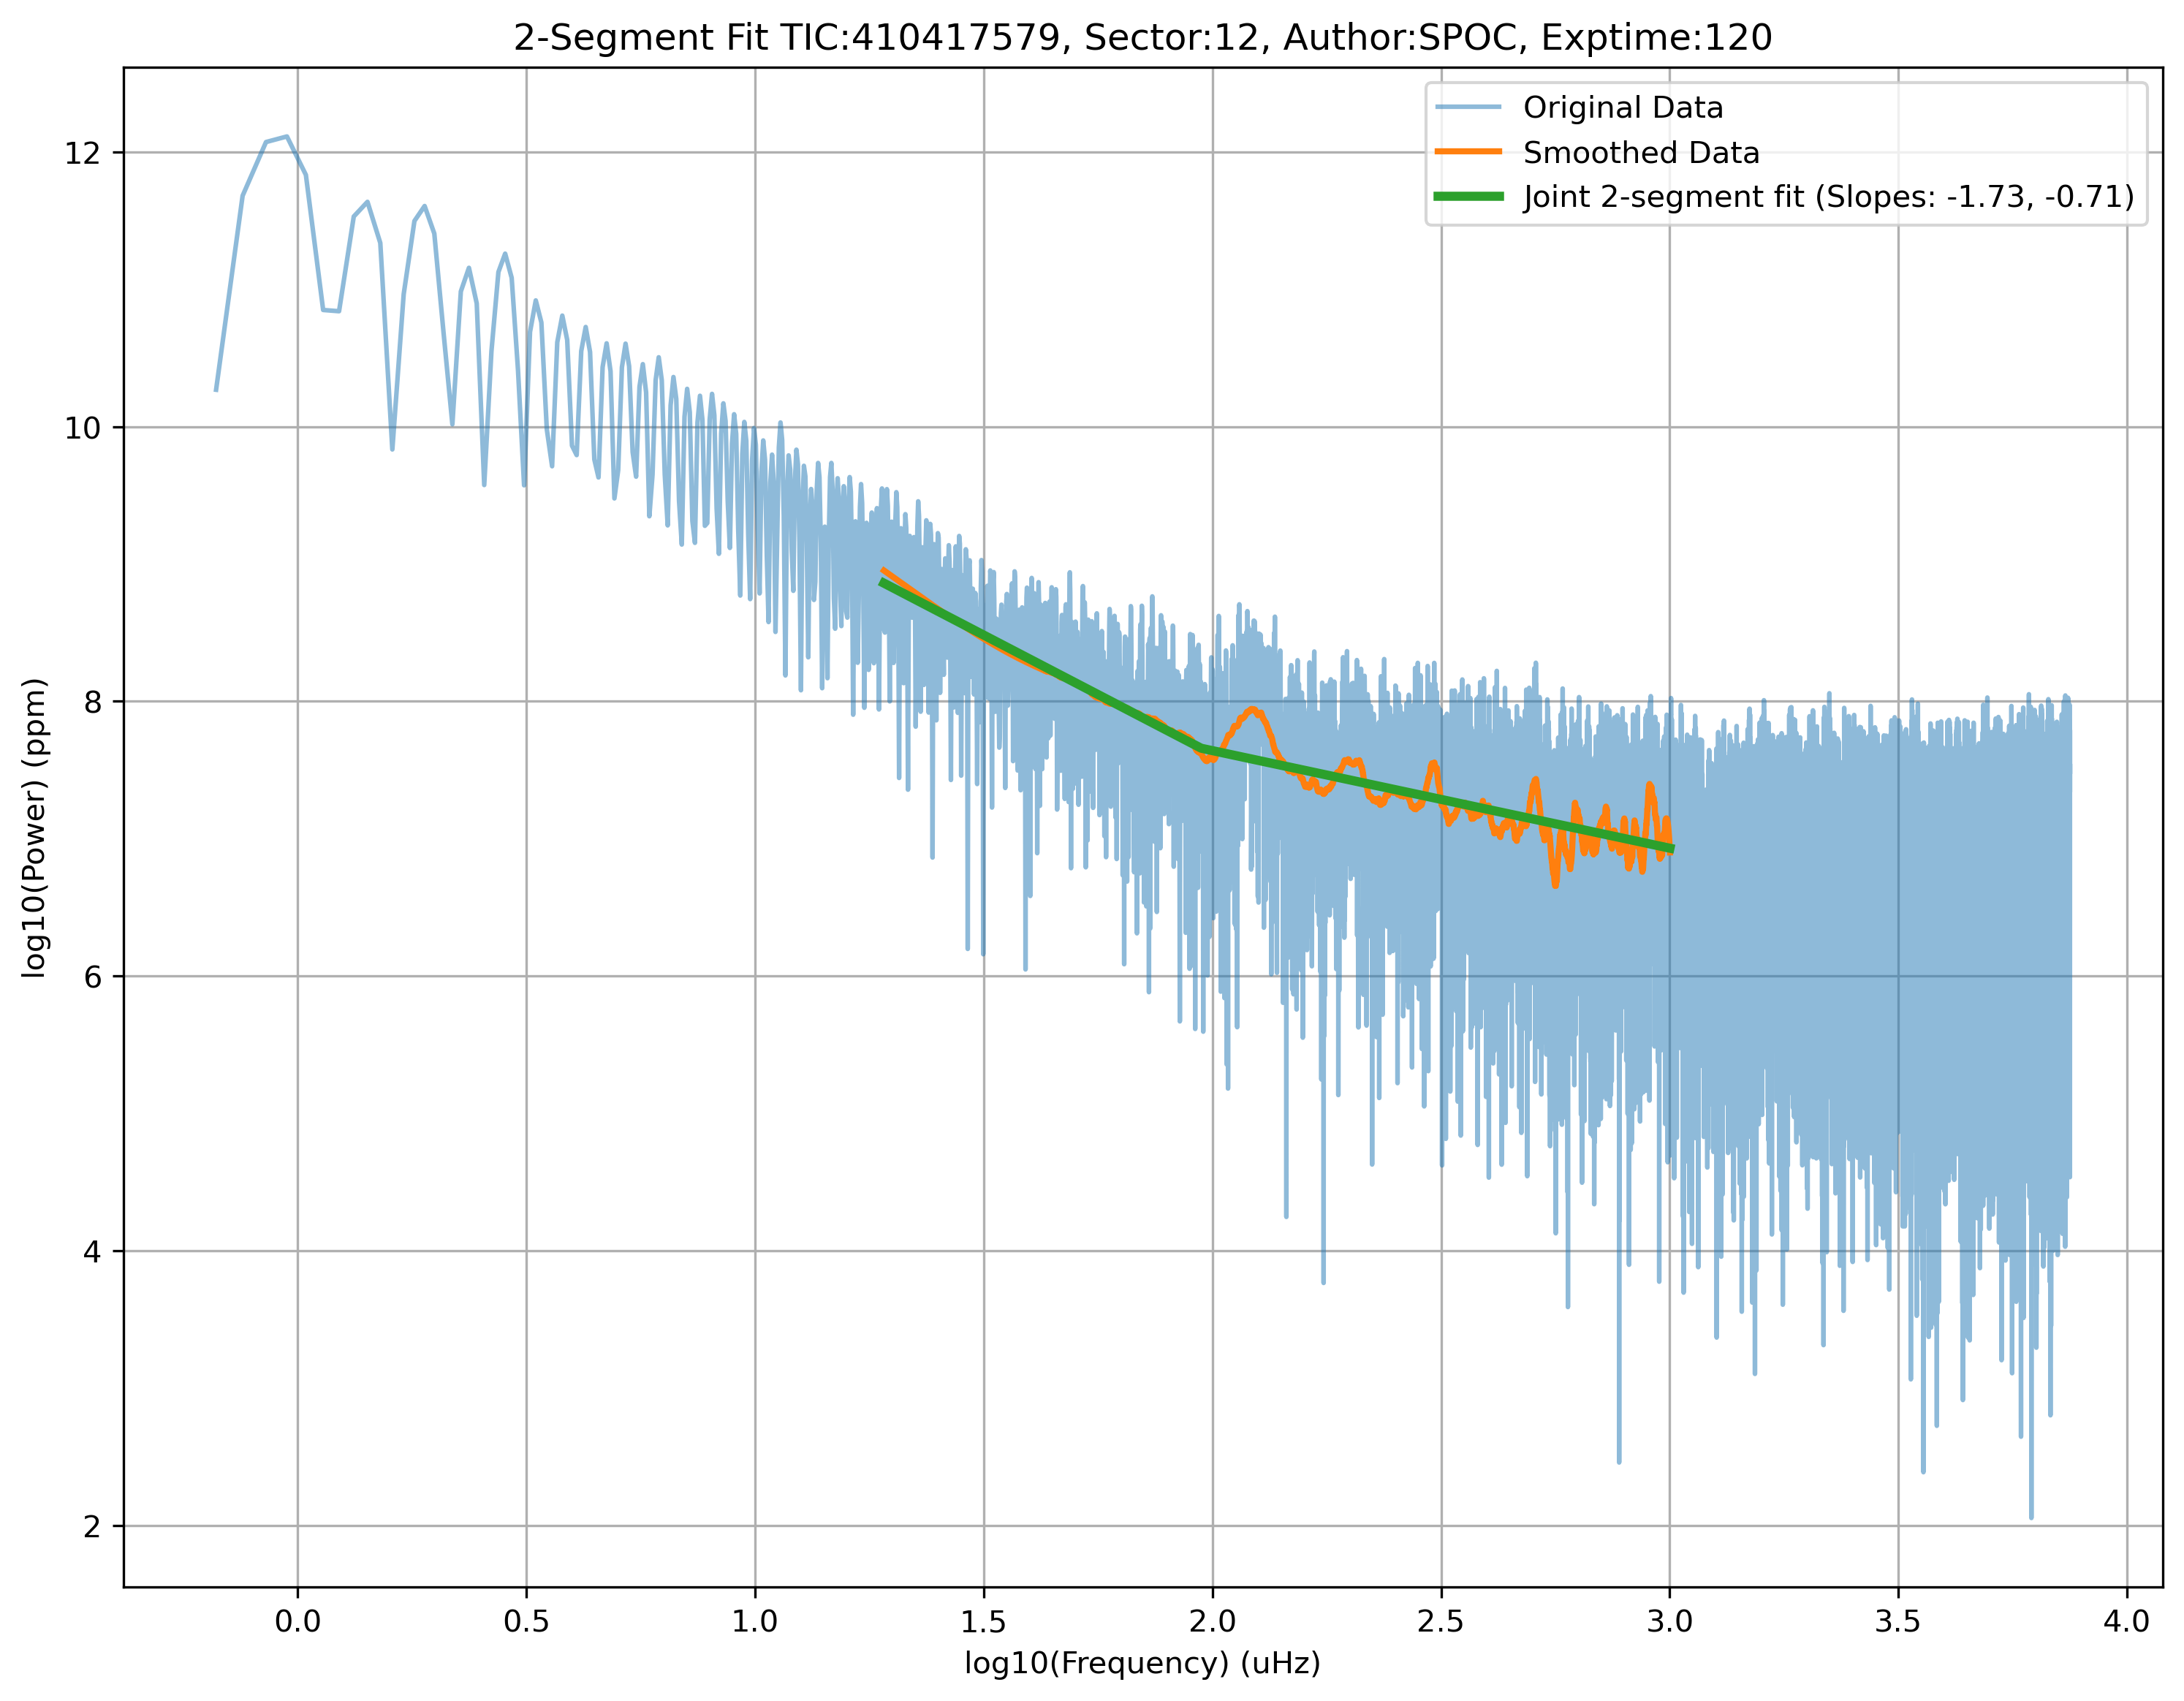 2-Segment Fit TIC:410417579, Sector:12, Author:SPOC, Exptime:120
Original Data
Smoothed Data
Joint 2-segment fit (Slopes: -1.73, -0.71)
12
10
8
6
4
2
log10(Power) (ppm)
0.0 0.5 1.0 1.5 2.0 2.5 3.0 3.5 4.0
log10(Frequency) (uHz)